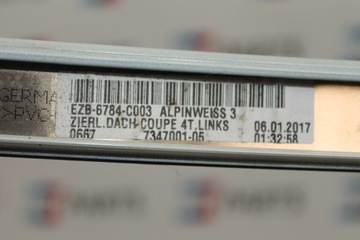 GERMA
>PVC
EZB-6784-C003 ALPINWEISS 3
ZIERL.DACH-COUPE 4T.LINKS 06.01.2017
0667 7347001-05 01:32:58